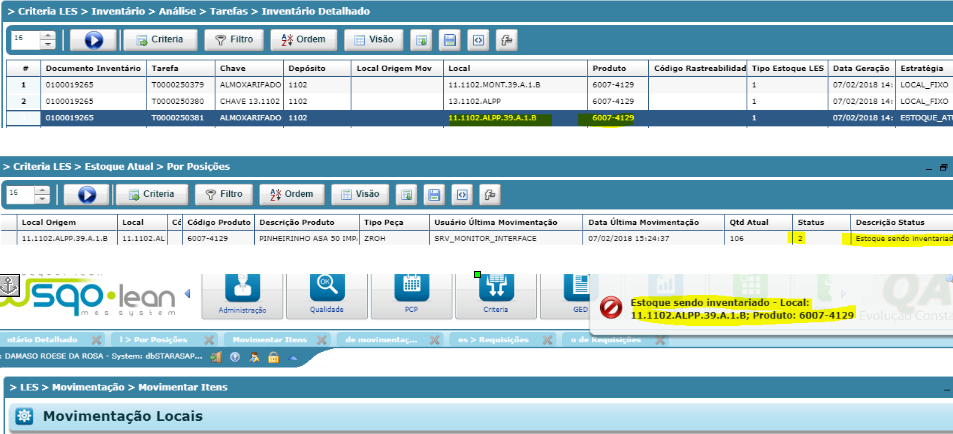 > Criteria LES > Inventário > Análise > Tarefas > Inventário Detalhado
16 Criteria Filtro Ordem Visão
# Documento Inventário Tarefa Chave Depósito Local Origem Mov Local Produto Código Rastreabilidad Tipo Estoque LES Data Geração Estratégia
1 0100019265 T0000250379 ALMOXARIFADO 1102 11.1102.MONT.39.A.1.B 6007-4129 1 07/02/2018 14: LOCAL_FIXO
2 0100019265 T0000250380 CHAVE 13.1102 1102 13.1102.ALPP 6007-4129 1 07/02/2018 14: LOCAL_FIXO
0100019265 T0000250381 ALMOXARIFADO 1102 11.1102.ALPP.39.A.1.B 6007-4129 1 07/02/2018 14: ESTOQUE_ATU
> Criteria LES > Estoque Atual > Por Posições
16 Criteria Filtro Ordem Visão
Local Origem Local Có Código Produto Descrição Produto Tipo Peça Usuário Última Movimentação Data Última Movimentação Qtd Atual Status Descrição Status
11.1102.ALPP.39.A.1.B 11.1102.AL 6007-4129 PINHEIRINHO ASA 50 IMP. ZROH SRV_MONITOR_INTERFACE 07/02/2018 15:24:37 106 2 Estoque sendo inventariad
sqo lean
mes system
Administração Qualidade PCP Criteria GED
OK
Estoque sendo inventariado - Local:
11.1102.ALPP.39.A.1.B; Produto: 6007-4129
QA
Evolução Consta
ntário Detalhado l > Por Posições Movimentar Itens de movimentaç... es > Requisições o de Requisições
: DAMASO ROESE DA ROSA - System: dbSTARASAP...
> LES > Movimentação > Movimentar Itens
Movimentação Locais